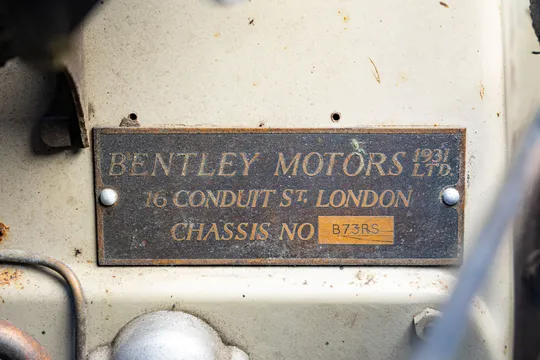 BENTLEY MOTORS 1931 LTD.
16 CONDUIT ST. LONDON
CHASSIS NO B73RS